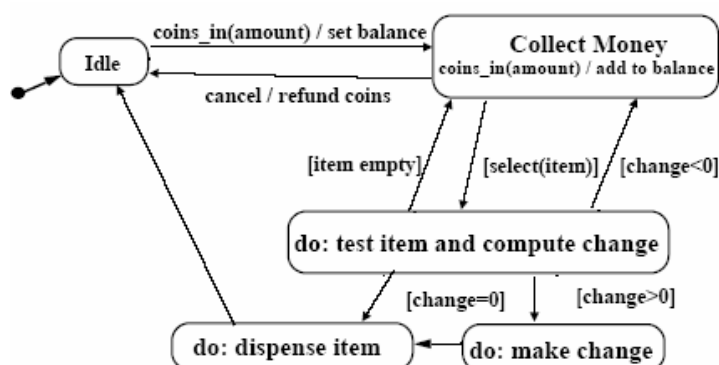 coins_in(amount) / set balance
Idle
Collect Money
coins_in(amount) / add to balance
cancel / refund coins
[item empty]
[select(item)]
[change<0]
do: test item and compute change
[change=0]
[change>0]
do: dispense item
do: make change